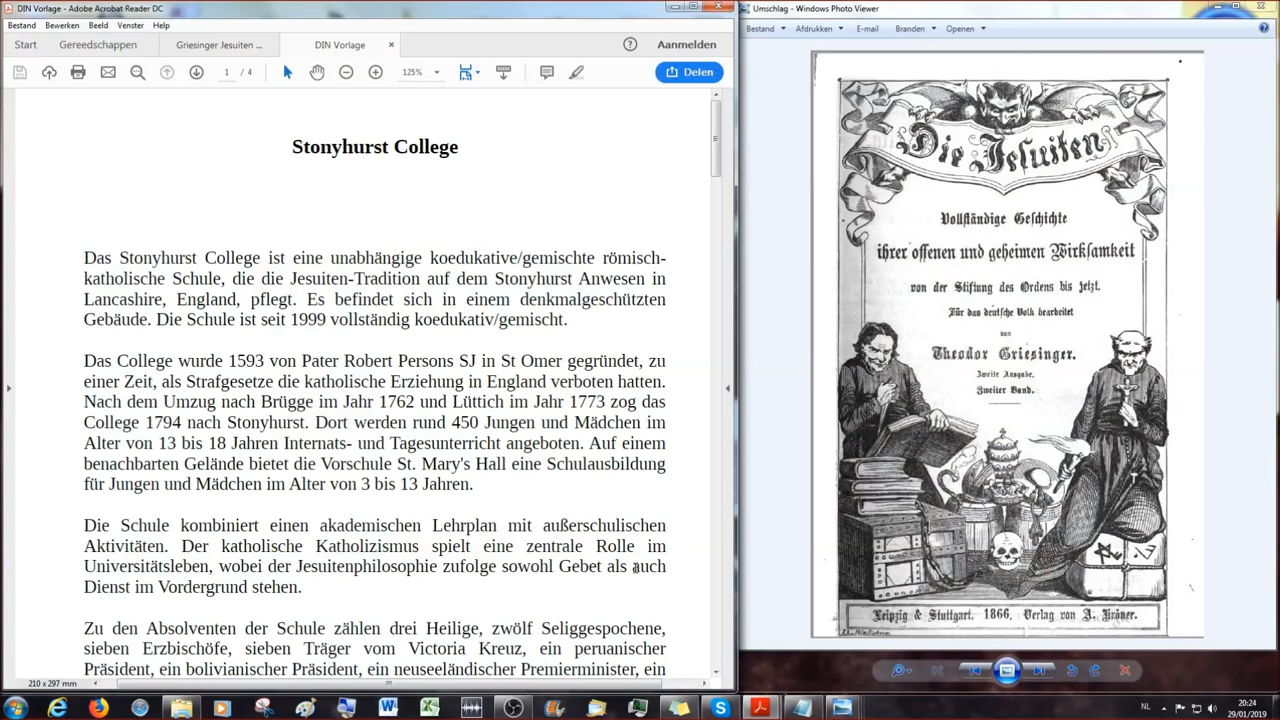 DIN Vorlage - Adobe Acrobat Reader DC
Bestand Bewerken Beeld Venster Help
Start Gereedschappen Griesinger Jesuiten ... DIN Vorlage × Aanmelden
1 / 4 125% Delen
Stonyhurst College
Das Stonyhurst College ist eine unabhängige koedukative/gemischte römisch-
katholische Schule, die die Jesuiten-Tradition auf dem Stonyhurst Anwesen in
Lancashire, England, pflegt. Es befindet sich in einem denkmalgeschützten
Gebäude. Die Schule ist seit 1999 vollständig koedukativ/gemischt.
Das College wurde 1593 von Pater Robert Persons SJ in St Omer gegründet, zu
einer Zeit, als Strafgesetze die katholische Erziehung in England verboten hatten.
Nach dem Umzug nach Brügge im Jahr 1762 und Lüttich im Jahr 1773 zog das
College 1794 nach Stonyhurst. Dort werden rund 450 Jungen und Mädchen im
Alter von 13 bis 18 Jahren Internats- und Tagesunterricht angeboten. Auf einem
benachbarten Gelände bietet die Vorschule St. Mary's Hall eine Schulausbildung
für Jungen und Mädchen im Alter von 3 bis 13 Jahren.
Die Schule kombiniert einen akademischen Lehrplan mit außerschulischen
Aktivitäten. Der katholische Katholizismus spielt eine zentrale Rolle im
Universitätsleben, wobei der Jesuitenphilosophie zufolge sowohl Gebet als auch
Dienst im Vordergrund stehen.
Zu den Absolventen der Schule zählen drei Heilige, zwölf Seliggespochene,
sieben Erzbischöfe, sieben Träger vom Victoria Kreuz, ein peruanischer
Präsident, ein bolivianischer Präsident, ein neuseeländischer Premierminister, ein
210 x 297 mm
Umschlag - Windows Photo Viewer
Bestand Afdrukken E-mail Branden Openen
Die Jesuiten
Vollständige Geschichte
ihrer offenen und geheimen Wirksamkeit
von der Stiftung des Ordens bis jetzt.
Für das deutsche Volk bearbeitet
von
Theodor Griesinger.
Zweite Ausgabe.
Zweiter Band.
Leipzig & Stuttgart. 1866. Verlag von A. Kröner.
NL 20:24
29/01/2019